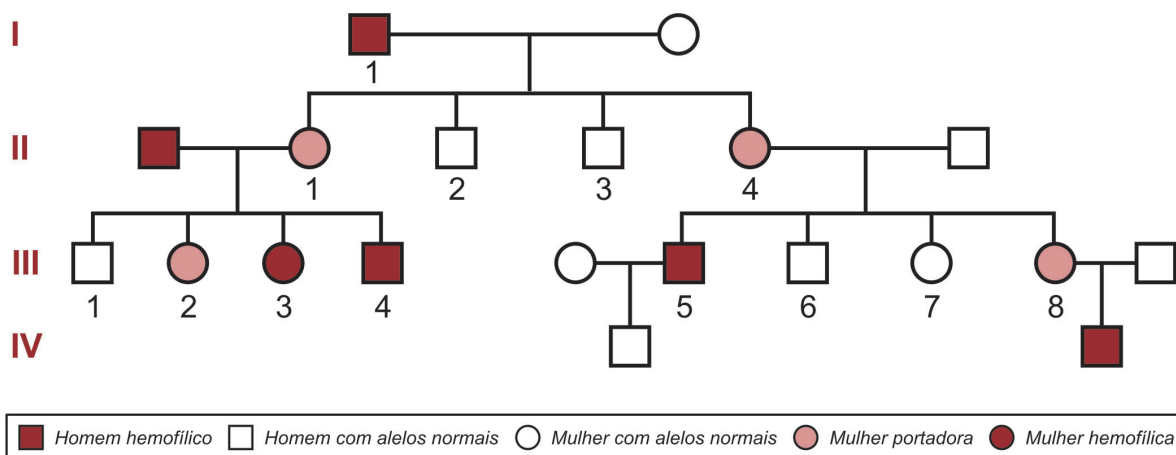 I
1
II
1 2 3 4
III
1 2 3 4 5 6 7 8
IV
Homem hemofílico Homem com alelos normais Mulher com alelos normais Mulher portadora Mulher hemofílica